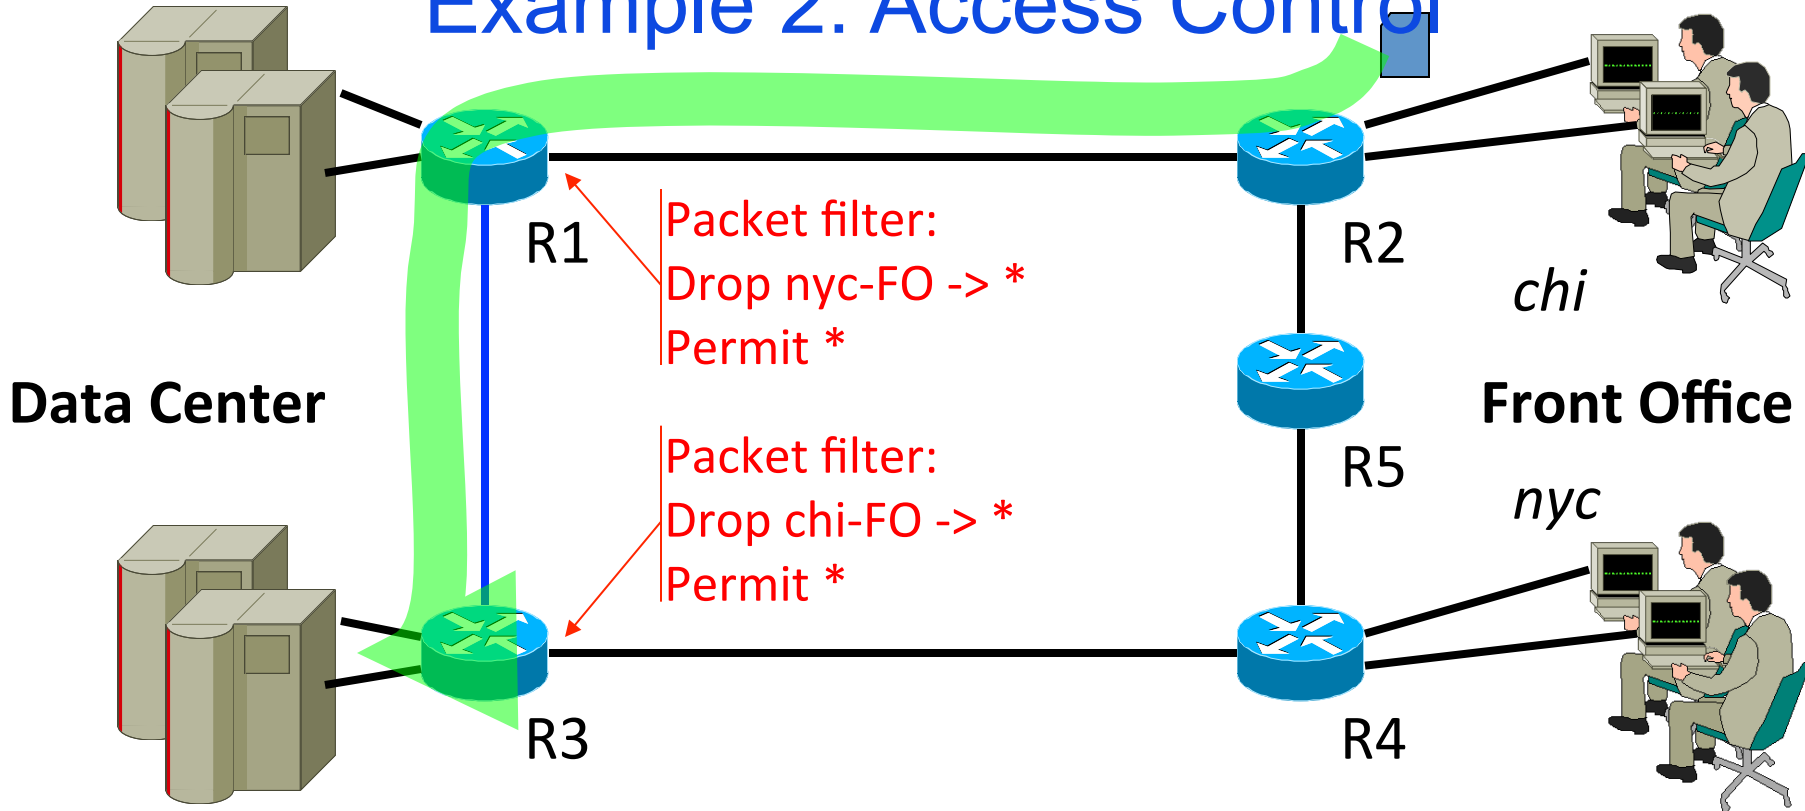 Example 2: Access Control
R1
R2
Packet filter:
Drop nyc-FO -> *
Permit *
chi
Data Center
Front Office
R5
nyc
Packet filter:
Drop chi-FO -> *
Permit *
R3
R4